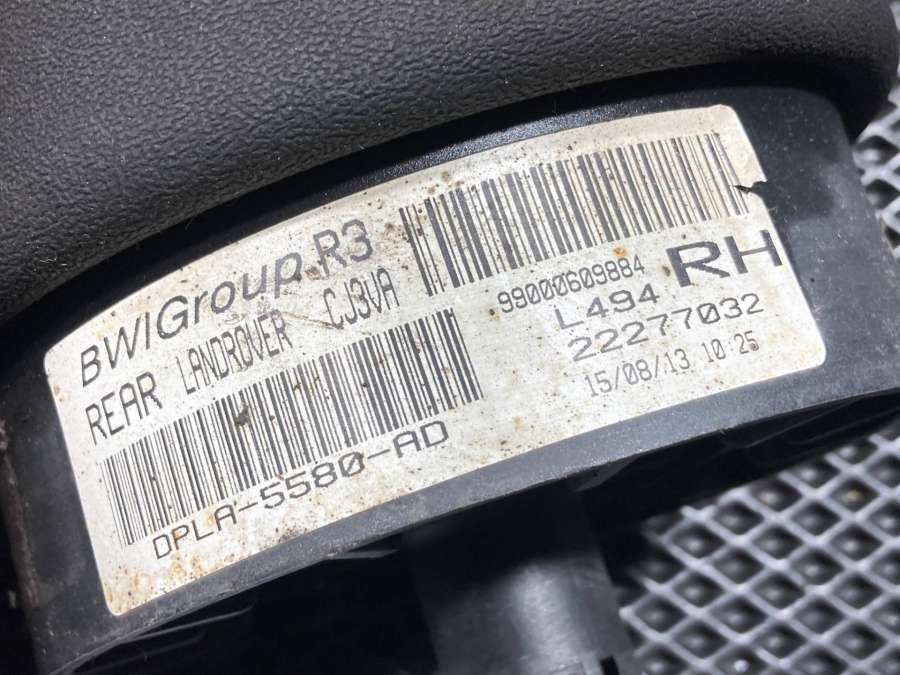 BWIGroup R3
REAR LANDROVER CJ3VA
DPLA-5580-AD
99000609884
L494 RH
22277032
15/08/13 10 25